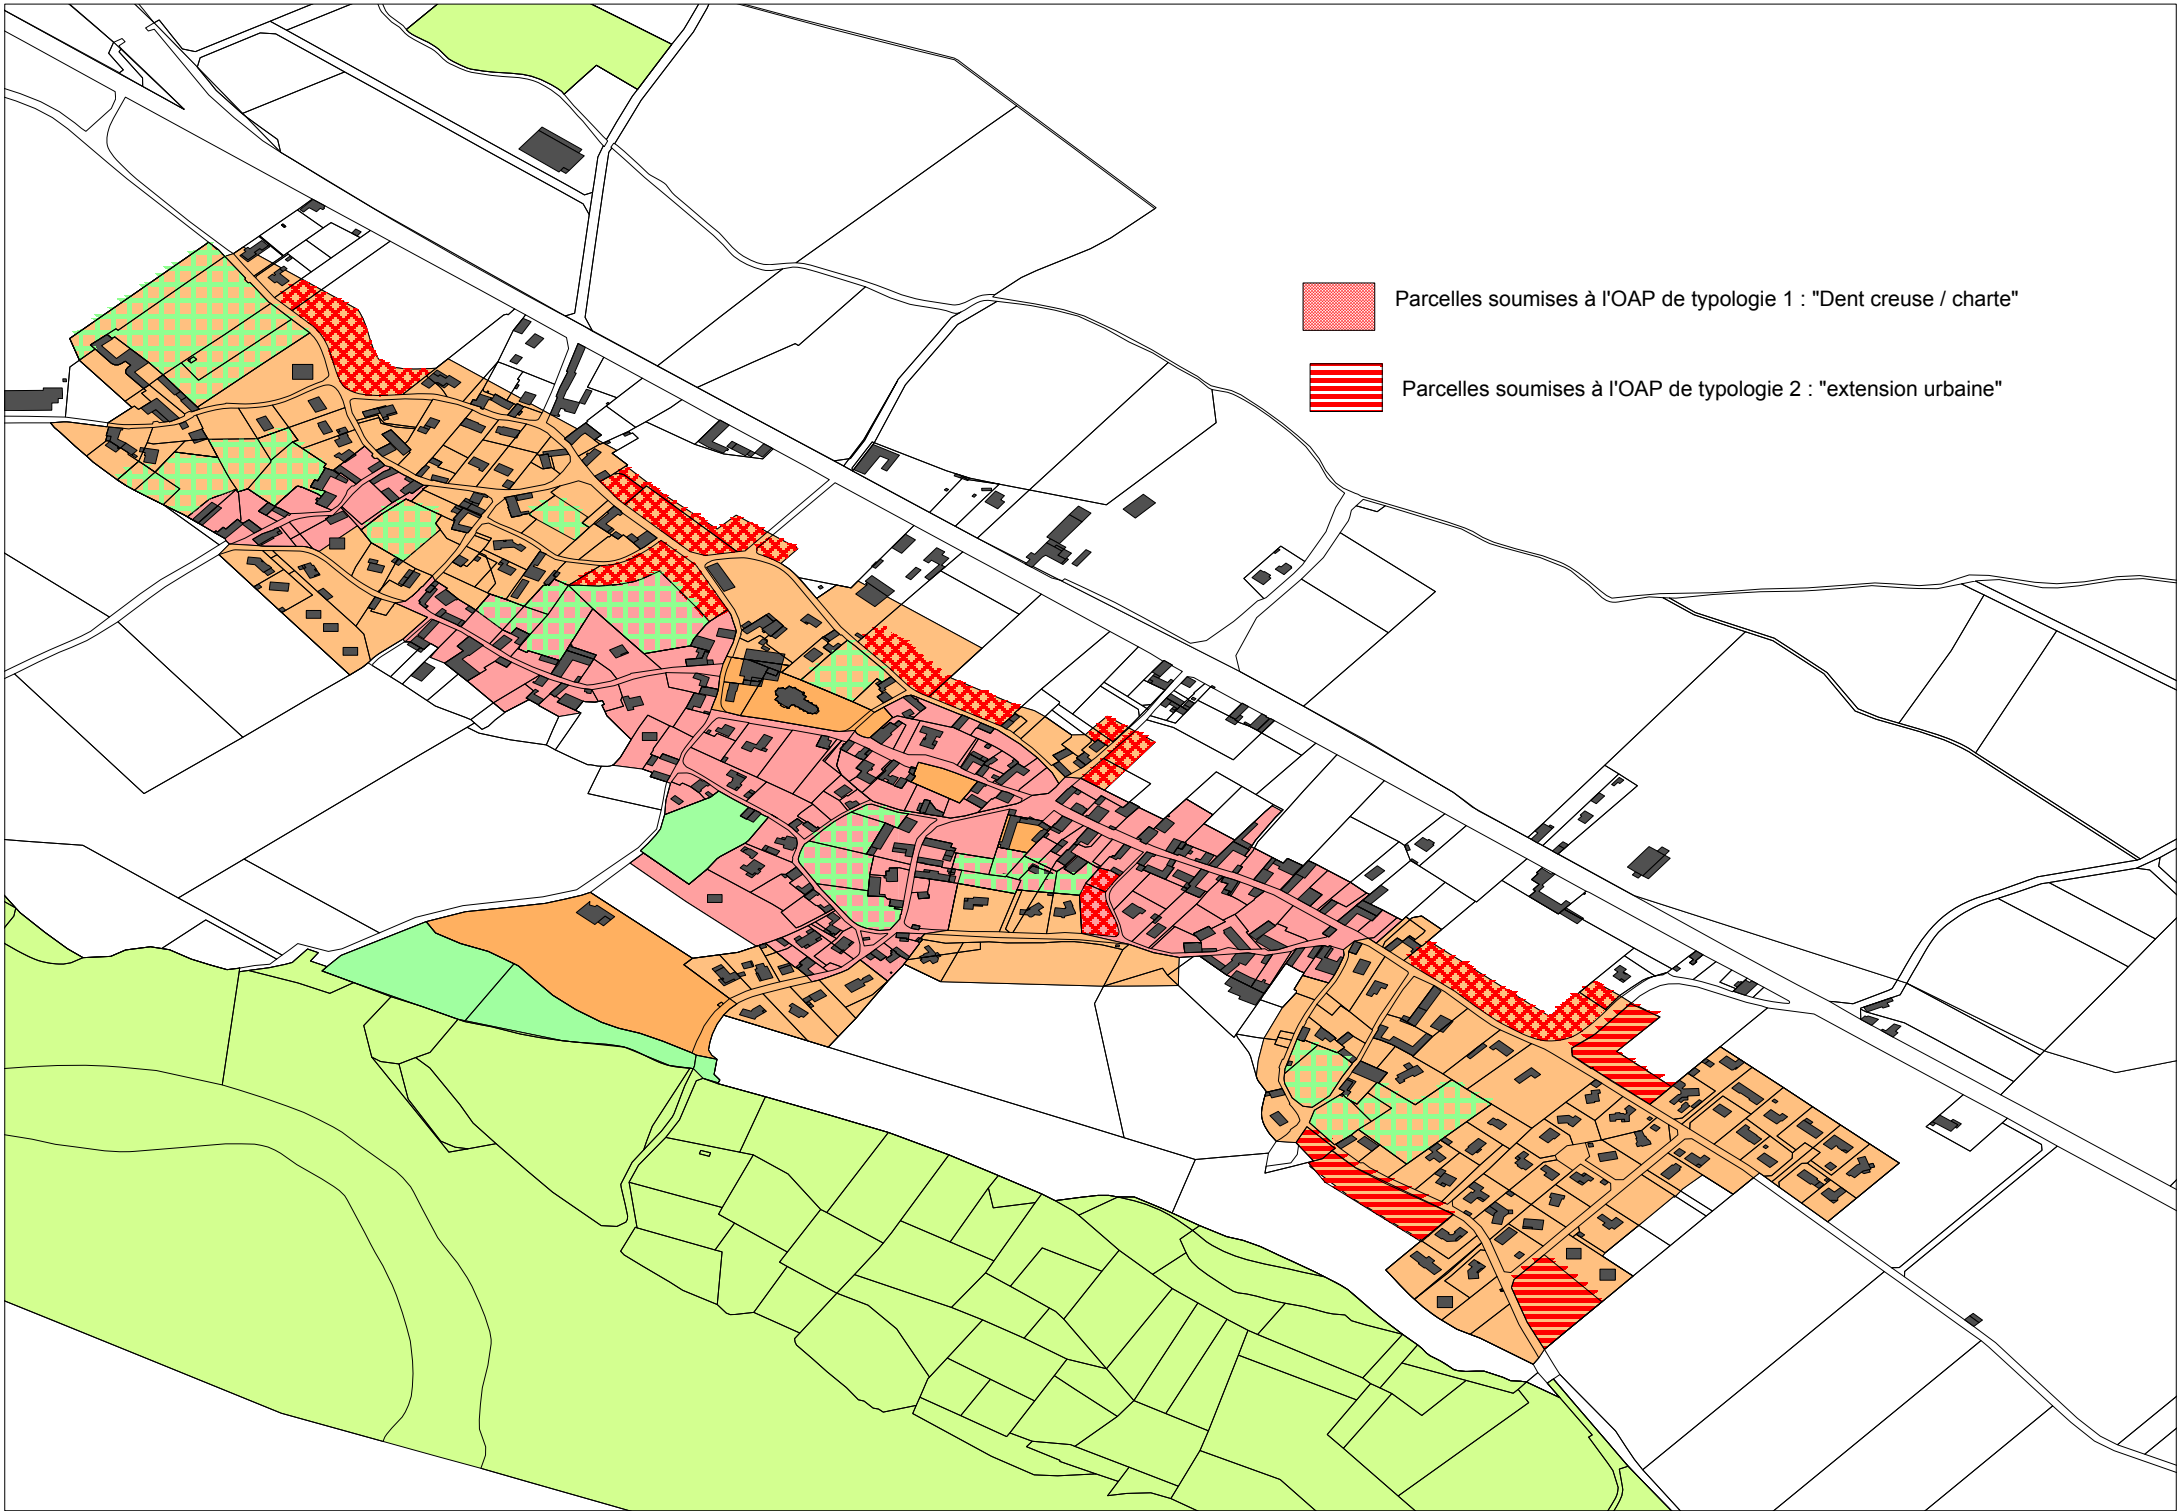 Parcelles soumises à l'OAP de typologie 1 : "Dent creuse / charte"
Parcelles soumises à l'OAP de typologie 2 : "extension urbaine"